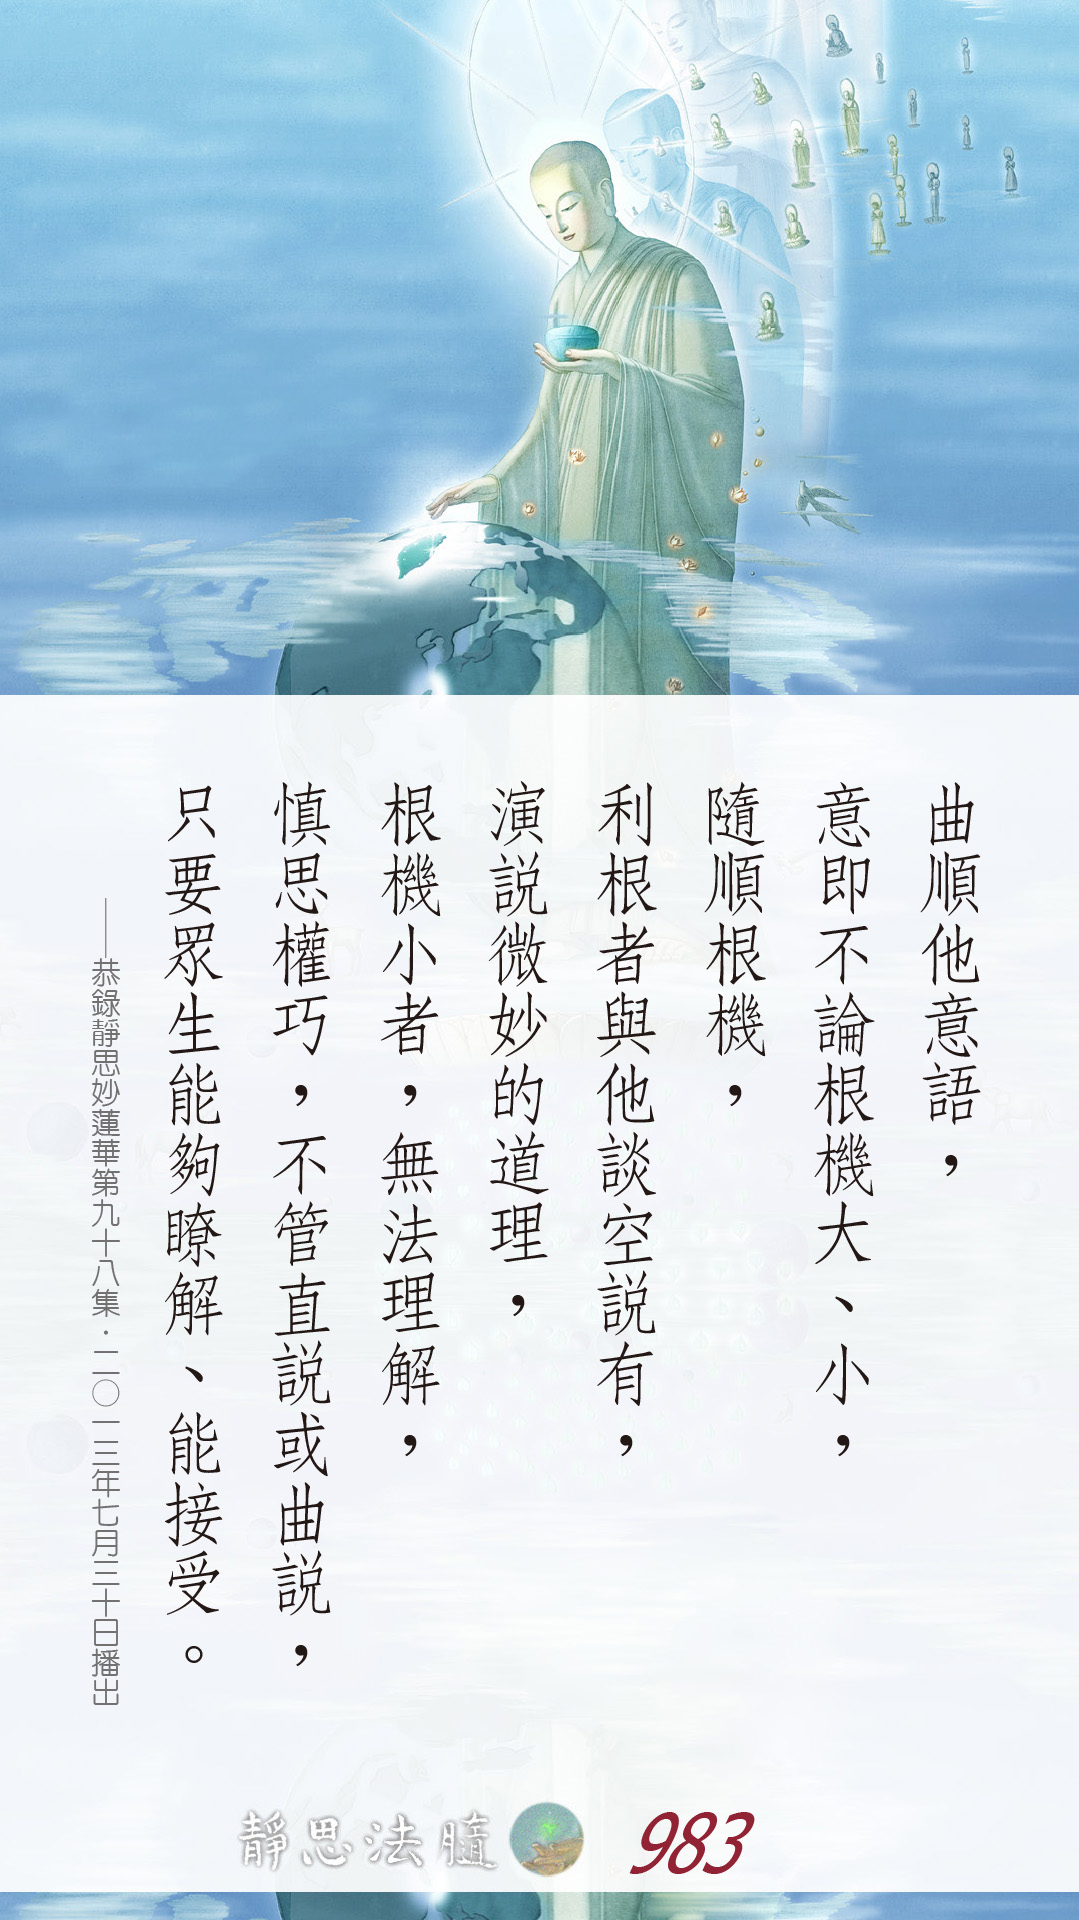 曲順他意語，
意即不論根機大、小，
隨順根機，
利根者與他談空說有，
演說微妙的道理，
根機小者，無法理解，
慎思權巧，不管直說或曲說，
只要眾生能夠瞭解、能接受。
——恭錄靜思妙蓮華第九十八集．二〇一三年七月三十日播出
靜思法髓
983